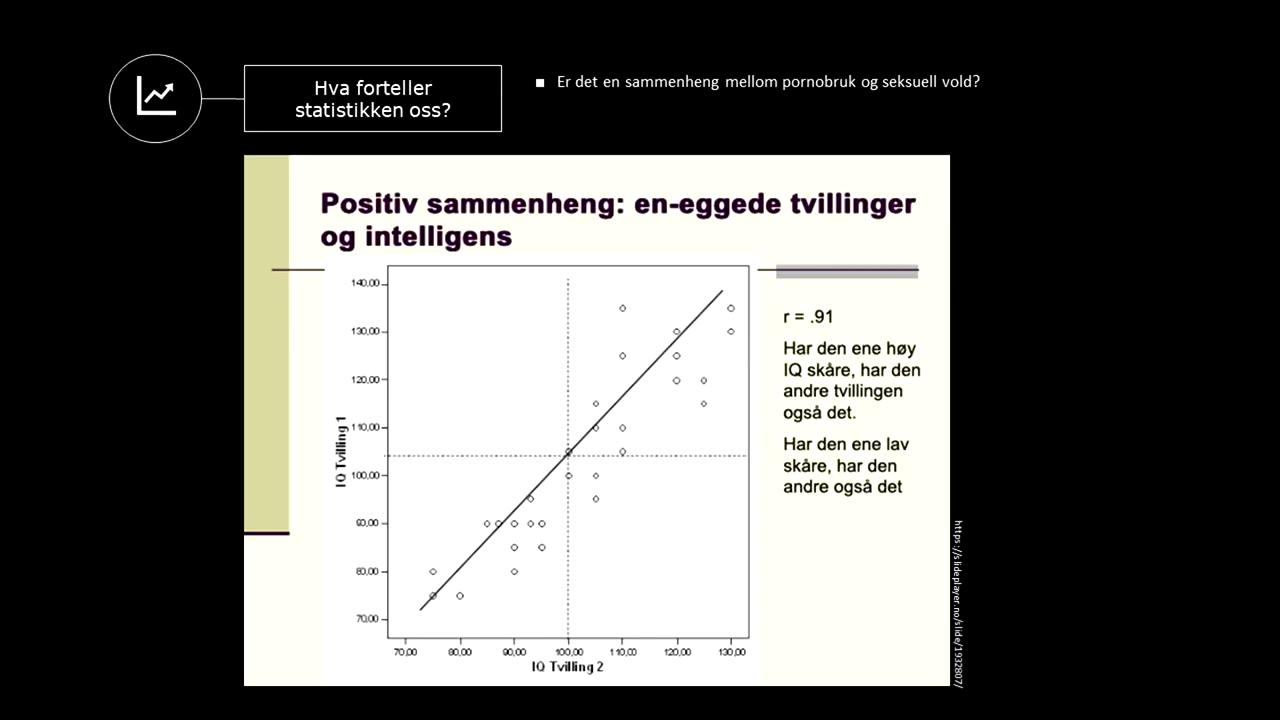 Hva forteller
statistikken oss?
■ Er det en sammenheng mellom pornobruk og seksuell vold?
Positiv sammenheng: en-eggede tvillinger
og intelligens
140,00
130,00
120,00
110,00
100,00
90,00
80,00
70,00
IQ Tvilling 1
70,00 80,00 90,00 100,00 110,00 120,00 130,00
IQ Tvilling 2
r = .91
Har den ene høy
IQ skåre, har den
andre tvillingen
også det.
Har den ene lav
skåre, har den
andre også det
https://slideplayer.no/slide/1932807/